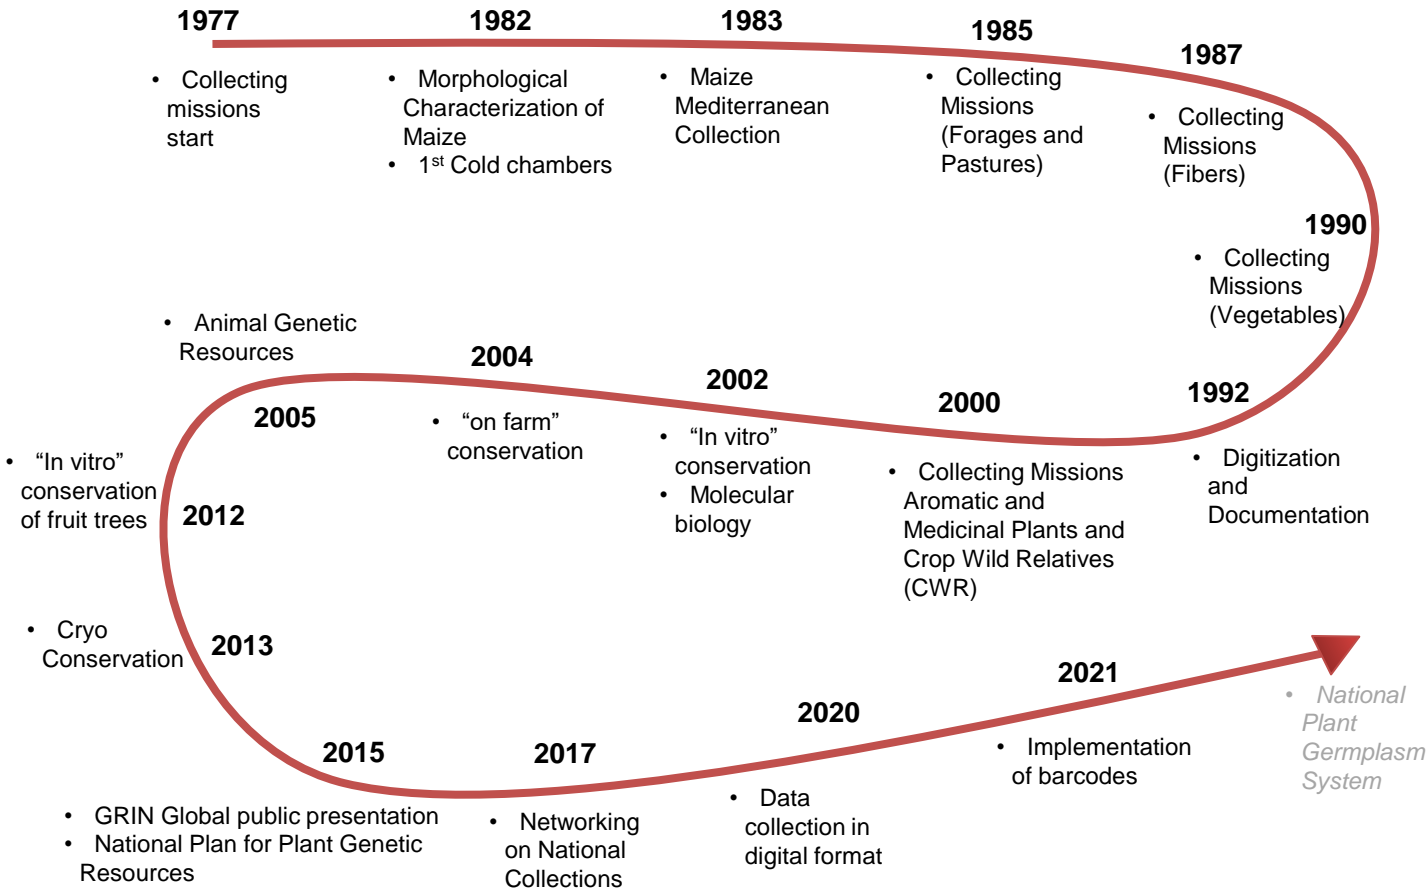 1977
• Collecting
missions
start
1982
• Morphological
Characterization of
Maize
• 1st Cold chambers
1983
• Maize
Mediterranean
Collection
1985
• Collecting
Missions
(Forages and
Pastures)
1987
• Collecting
Missions
(Fibers)
1990
• Collecting
Missions
(Vegetables)
1992
• Digitization
and
Documentation
2000
• Collecting Missions
Aromatic and
Medicinal Plants and
Crop Wild Relatives
(CWR)
2002
• “In vitro”
conservation
• Molecular
biology
2004
• “on farm”
conservation
• Animal Genetic
Resources
2005
• “In vitro”
conservation
of fruit trees
2012
• Cryo
Conservation
2013
2015
• GRIN Global public presentation
• National Plan for Plant Genetic
Resources
2017
• Networking
on National
Collections
2020
• Data
collection in
digital format
2021
• Implementation
of barcodes
• National
Plant
Germplasm
System